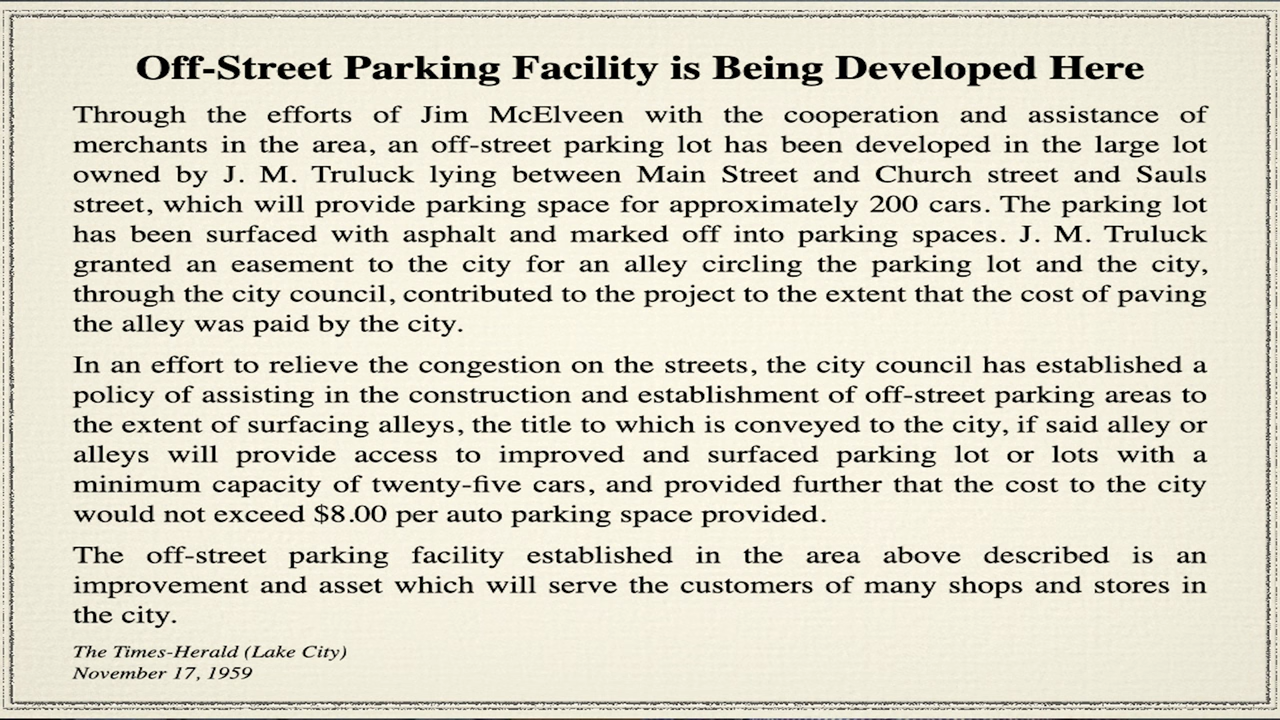 Off-Street Parking Facility is Being Developed Here
Through the efforts of Jim McElveen with the cooperation and assistance of
merchants in the area, an off-street parking lot has been developed in the large lot
owned by J. M. Truluck lying between Main Street and Church street and Sauls
street, which will provide parking space for approximately 200 cars. The parking lot
has been surfaced with asphalt and marked off into parking spaces. J. M. Truluck
granted an easement to the city for an alley circling the parking lot and the city,
through the city council, contributed to the project to the extent that the cost of paving
the alley was paid by the city.
In an effort to relieve the congestion on the streets, the city council has established a
policy of assisting in the construction and establishment of off-street parking areas to
the extent of surfacing alleys, the title to which is conveyed to the city, if said alley or
alleys will provide access to improved and surfaced parking lot or lots with a
minimum capacity of twenty-five cars, and provided further that the cost to the city
would not exceed $8.00 per auto parking space provided.
The off-street parking facility established in the area above described is an
improvement and asset which will serve the customers of many shops and stores in
the city.
The Times-Herald (Lake City)
November 17, 1959